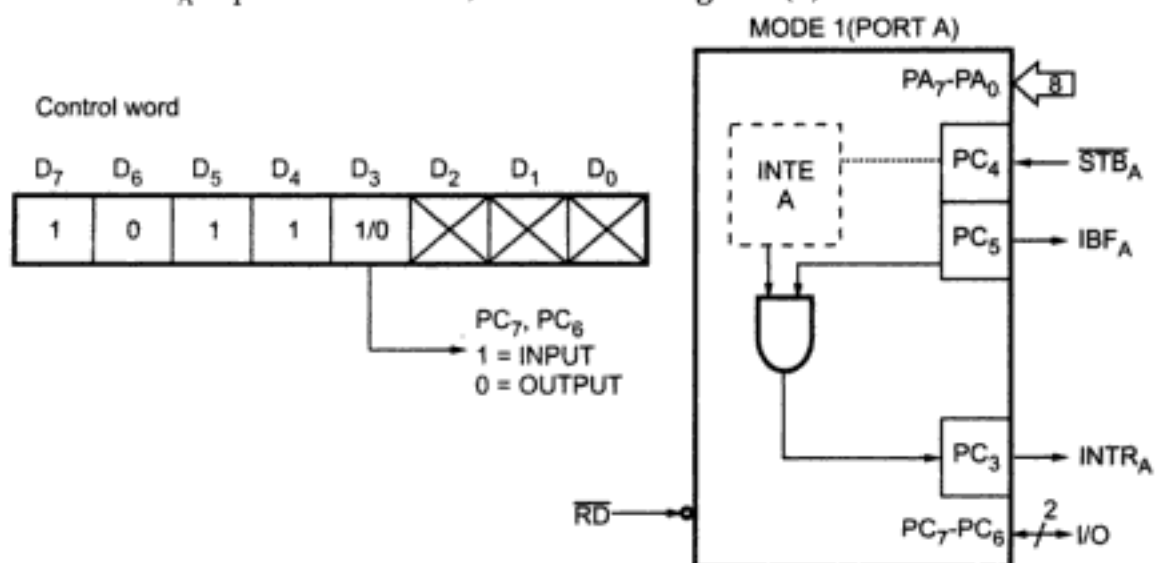 MODE 1(PORT A)
Control word
D7 D6 D5 D4 D3 D2 D1 D0
1 0 1 1 1/0
PC7, PC6
1 = INPUT
0 = OUTPUT
PA7-PA0
8
INTE
A
PC4
STBA
PC5
IBFA
PC3
INTRA
RD
PC7-PC6
2
I/O